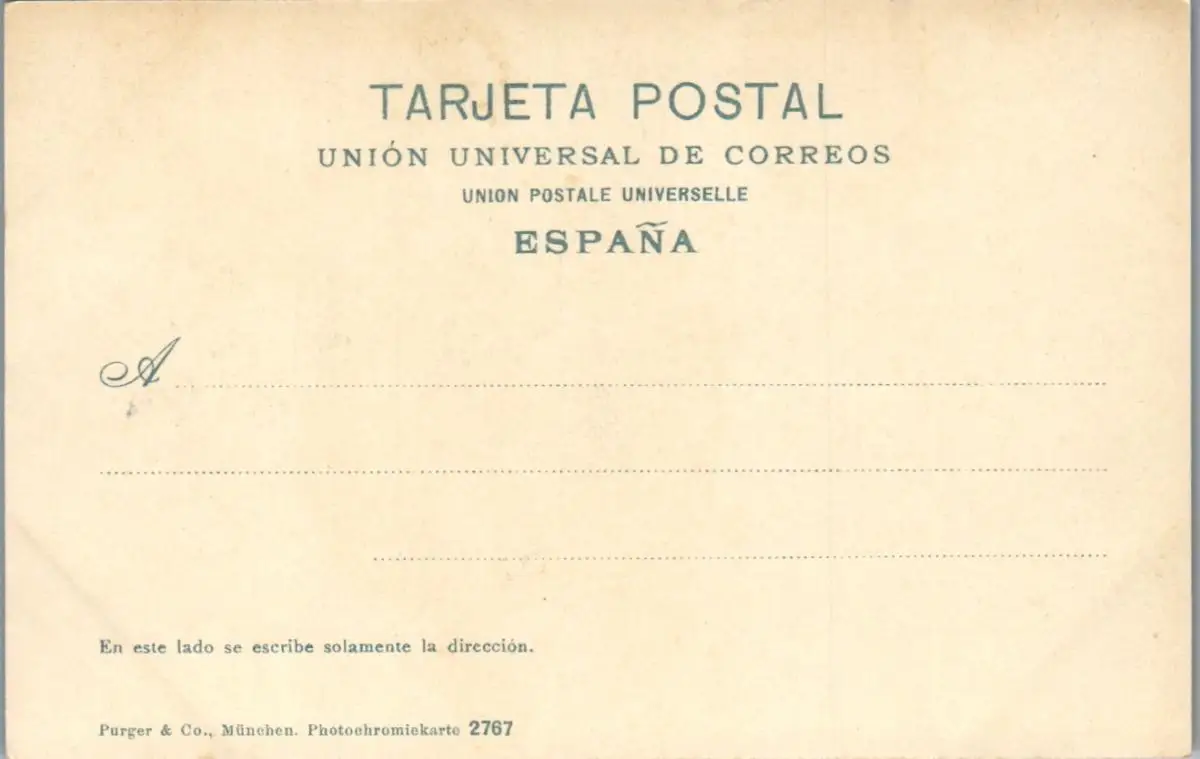 TARJETA POSTAL
UNIÓN UNIVERSAL DE CORREOS
UNION POSTALE UNIVERSELLE
ESPAÑA
A
En este lado se escribe solamente la dirección.
Purger & Co., München. Photochromiekarte 2767